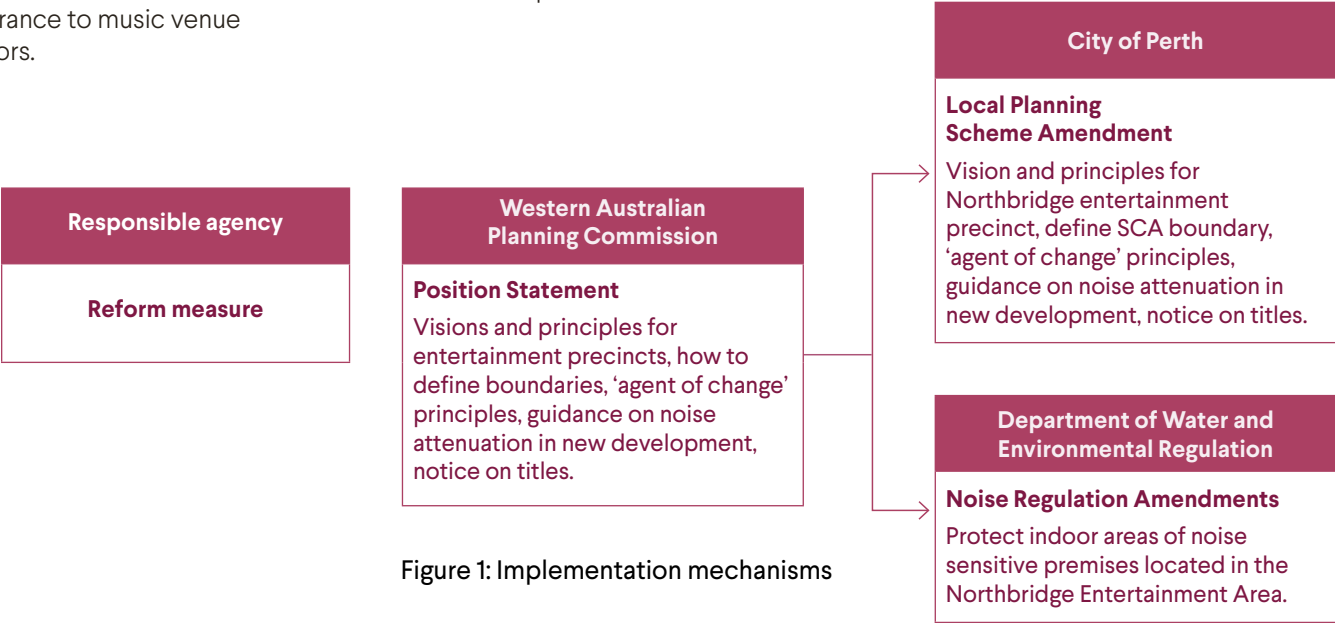 ors.
Responsible agency
Reform measure
Western Australian
Planning Commission
Position Statement
Visions and principles for
entertainment precincts, how to
define boundaries, ‘agent of change’
principles, guidance on noise
attenuation in new development,
notice on titles.
City of Perth
Local Planning
Scheme Amendment
Vision and principles for
Northbridge entertainment
precinct, define SCA boundary,
‘agent of change’ principles,
guidance on noise attenuation in
new development, notice on titles.
Department of Water and
Environmental Regulation
Noise Regulation Amendments
Protect indoor areas of noise
sensitive premises located in the
Northbridge Entertainment Area.
Figure 1: Implementation mechanisms